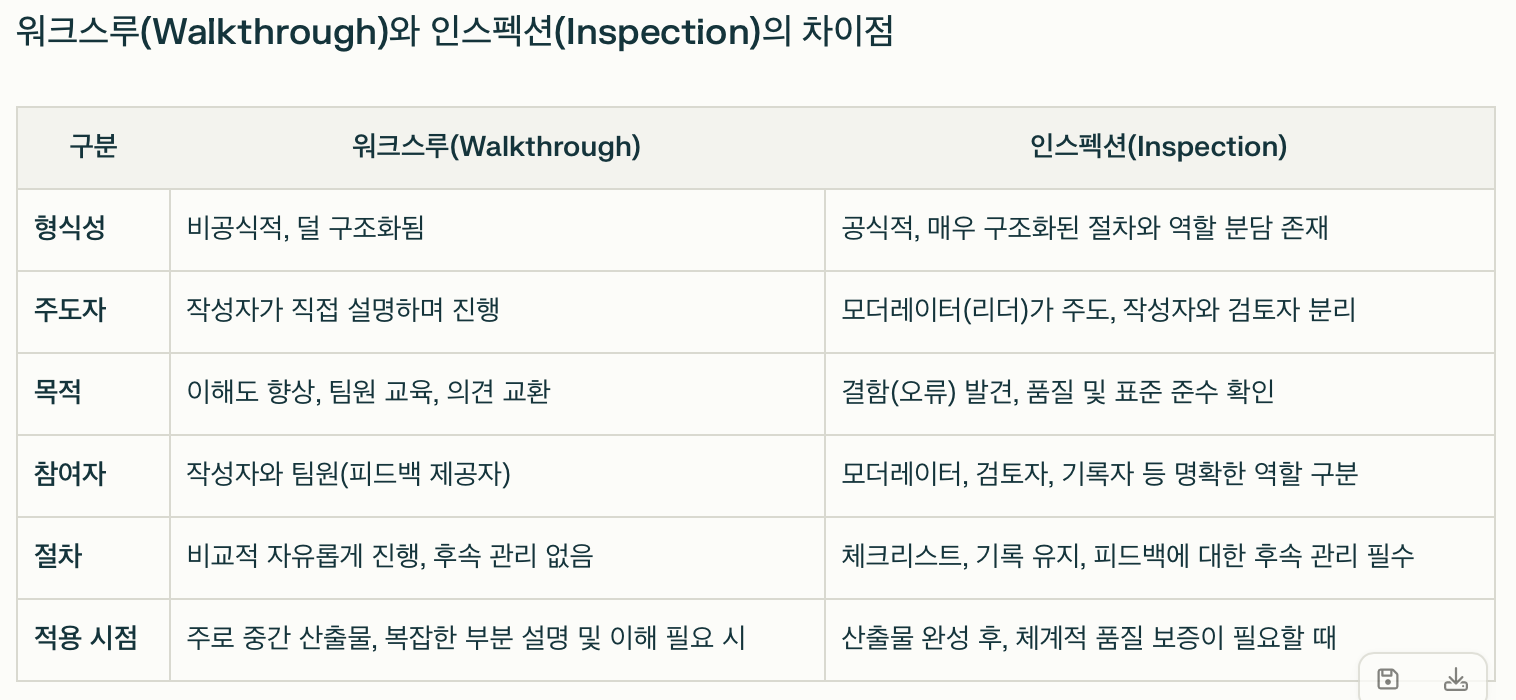 워크스루(Walkthrough)와 인스펙션(Inspection)의 차이점
구분 워크스루(Walkthrough) 인스펙션(Inspection)
형식성 비공식적, 덜 구조화됨 공식적, 매우 구조화된 절차와 역할 분담 존재
주도자 작성자가 직접 설명하며 진행 모더레이터(리더)가 주도, 작성자와 검토자 분리
목적 이해도 향상, 팀원 교육, 의견 교환 결함(오류) 발견, 품질 및 표준 준수 확인
참여자 작성자와 팀원(피드백 제공자) 모더레이터, 검토자, 기록자 등 명확한 역할 구분
절차 비교적 자유롭게 진행, 후속 관리 없음 체크리스트, 기록 유지, 피드백에 대한 후속 관리 필수
적용 시점 주로 중간 산출물, 복잡한 부분 설명 및 이해 필요 시 산출물 완성 후, 체계적 품질 보증이 필요할 때